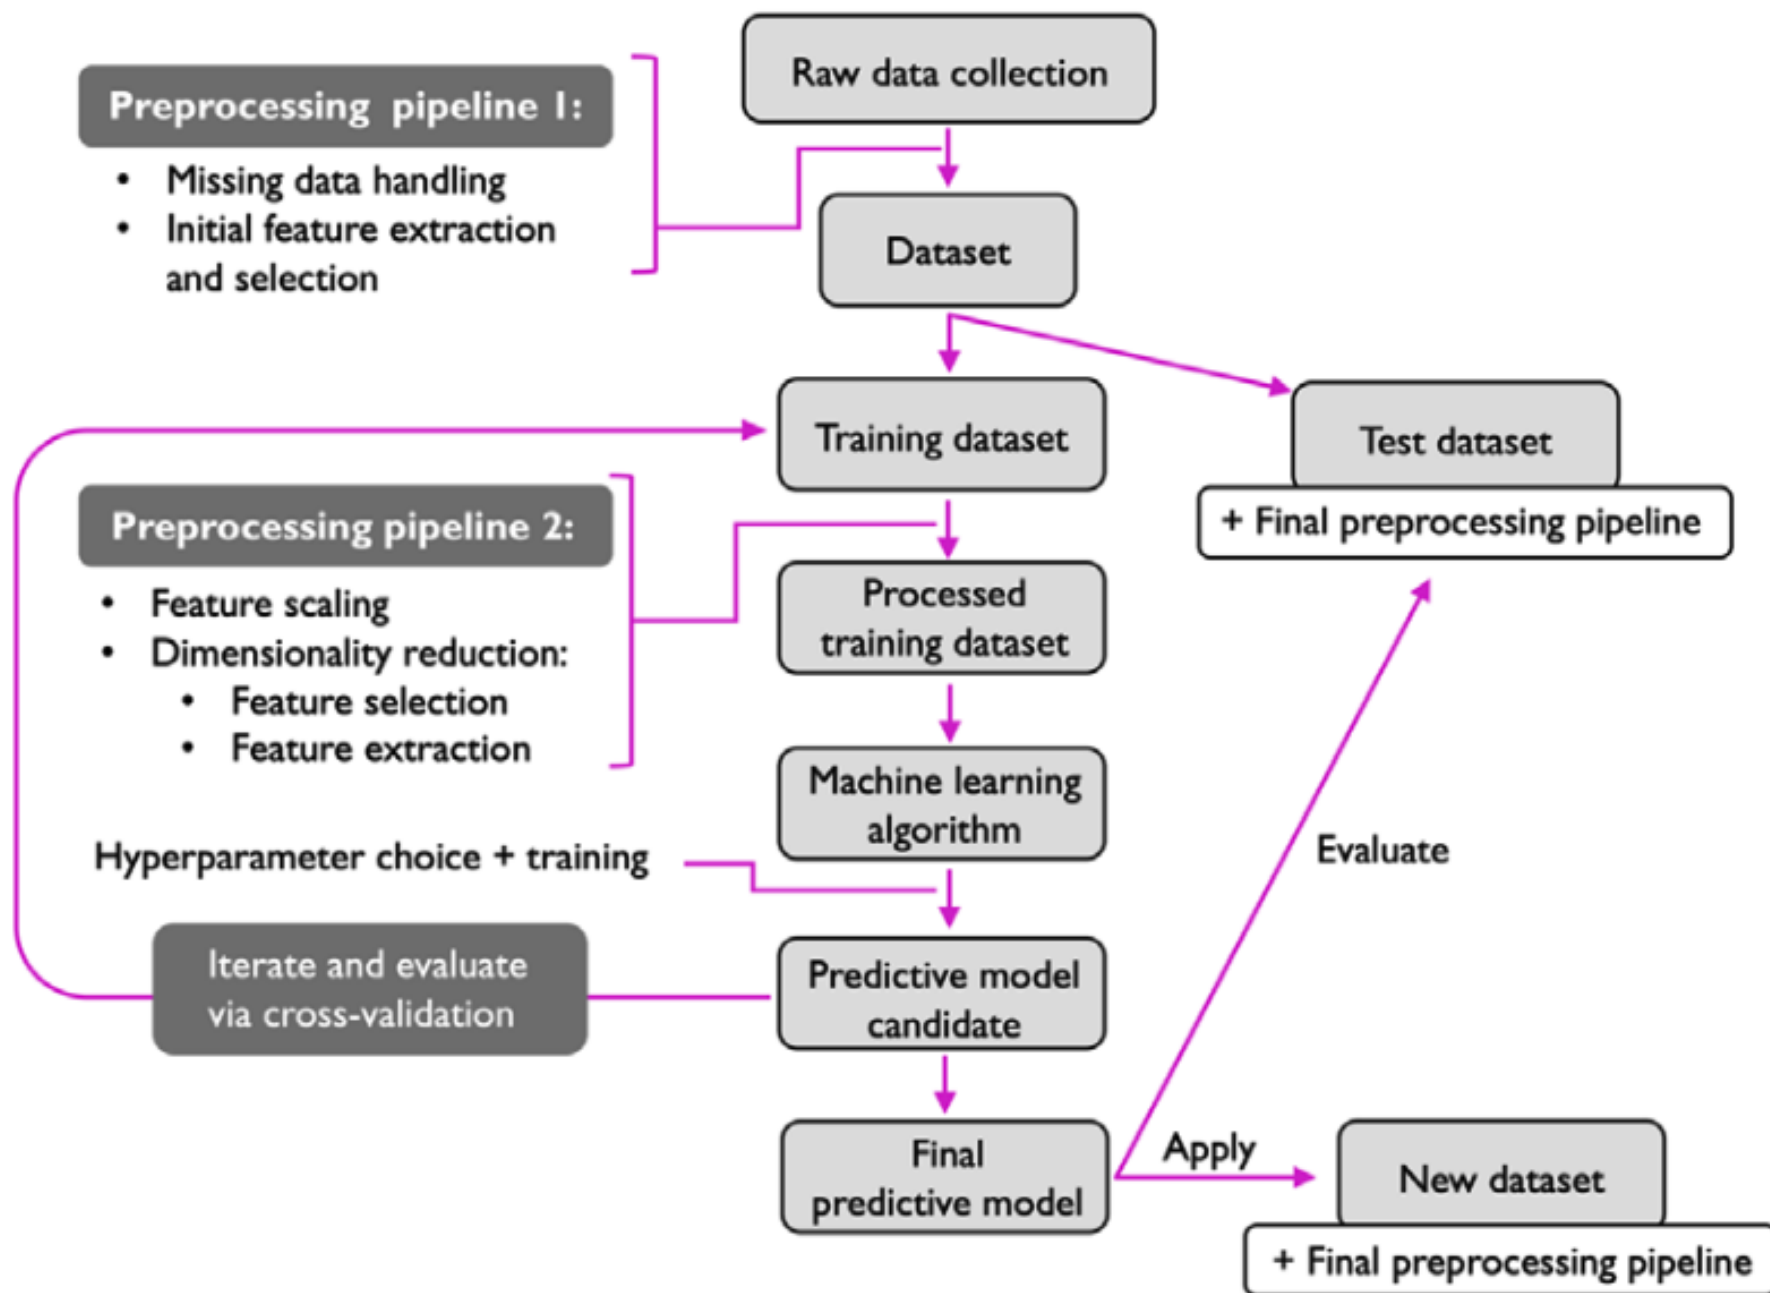 Raw data collection
Preprocessing pipeline 1:
• Missing data handling
• Initial feature extraction
and selection
Dataset
Training dataset
Test dataset
+ Final preprocessing pipeline
Preprocessing pipeline 2:
• Feature scaling
• Dimensionality reduction:
• Feature selection
• Feature extraction
Processed
training dataset
Machine learning
algorithm
Hyperparameter choice + training
Evaluate
Iterate and evaluate
via cross-validation
Predictive model
candidate
Final
predictive model
Apply
New dataset
+ Final preprocessing pipeline